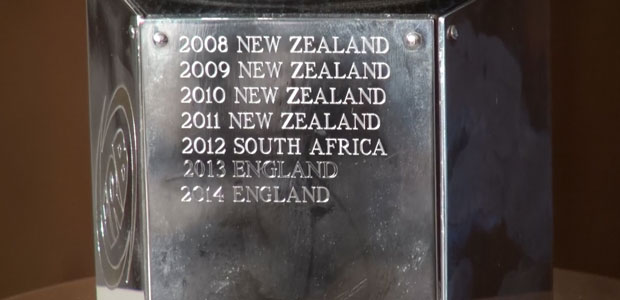 2008 NEW ZEALAND
2009 NEW ZEALAND
2010 NEW ZEALAND
2011 NEW ZEALAND
2012 SOUTH AFRICA
2013 ENGLAND
2014 ENGLAND